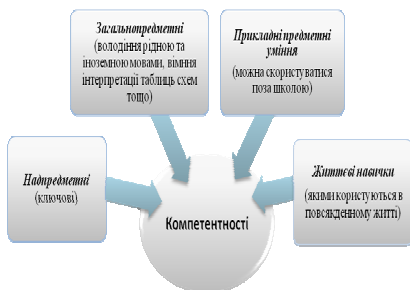 Загальнопредметні
(володіння рідною та
іноземною мовами, вміння
інтерпретації таблиць схем
тощо)
Прикладні предметні
уміння
(можна скористуватися
поза школою)
Надпредметні
(ключові)
Життєві навички
(якими користуються в
повсякденному житті)
Компетентності